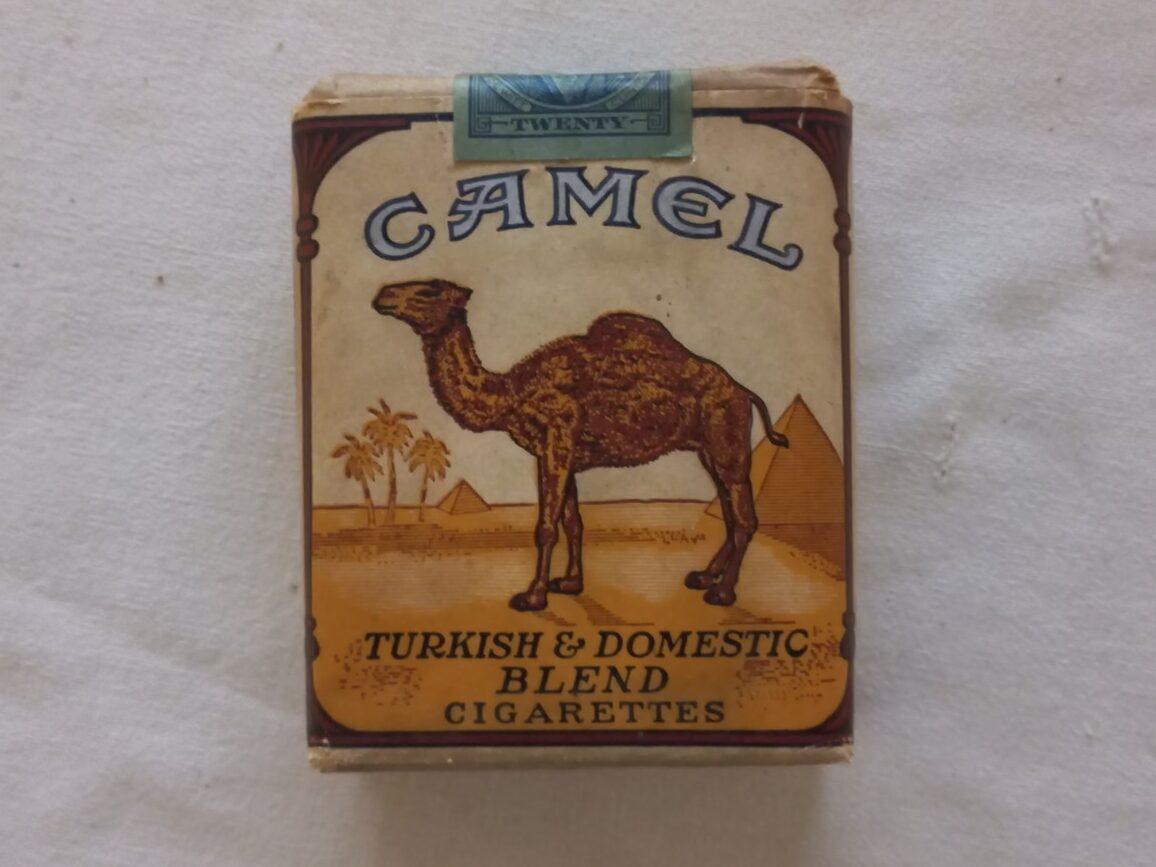 TWENTY
CAMEL
TURKISH & DOMESTIC
BLEND
CIGARETTES